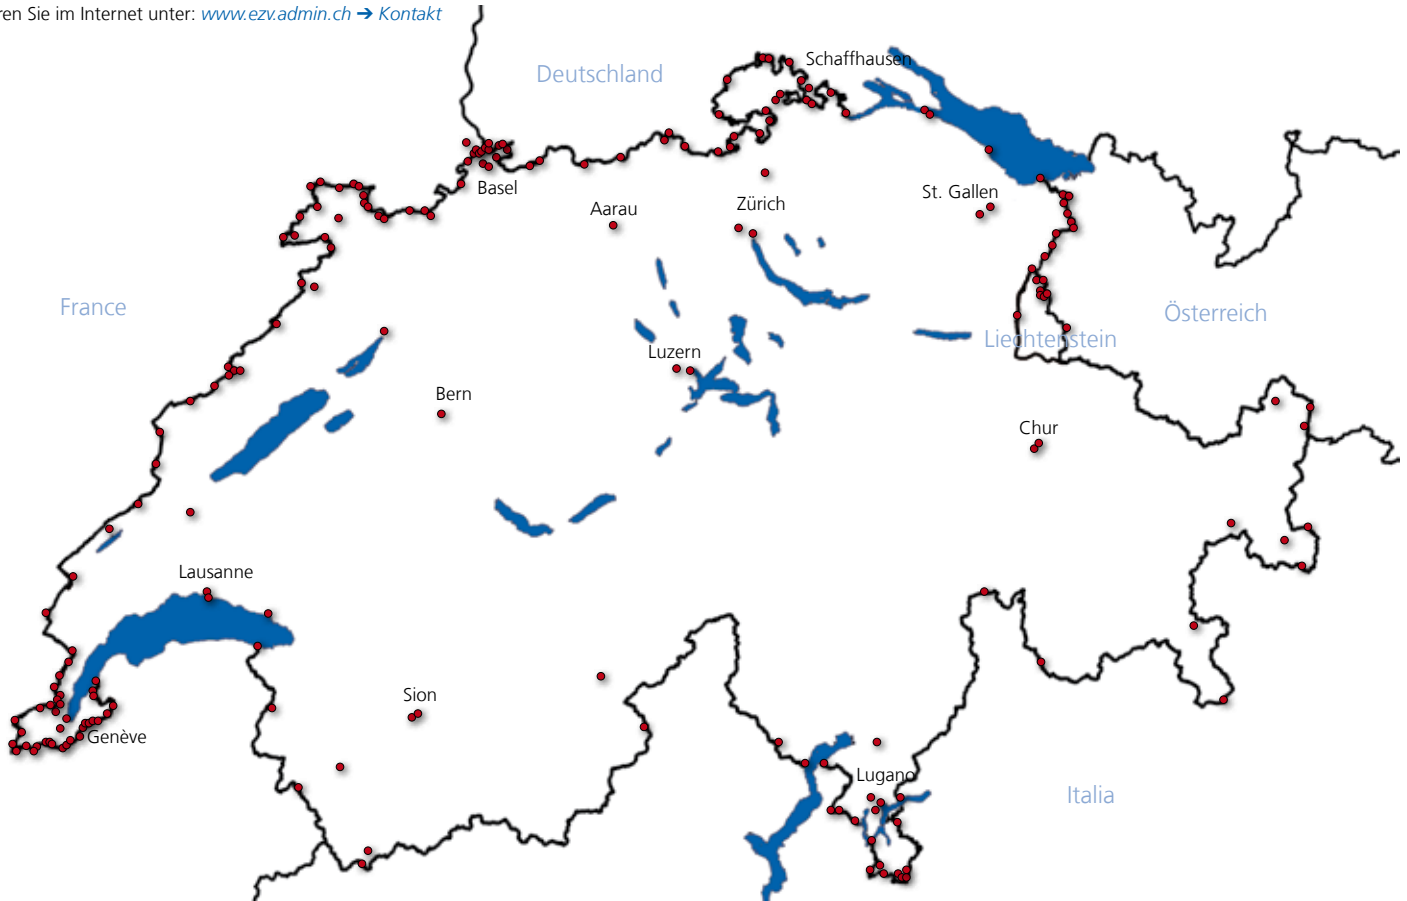 ren Sie im Internet unter: www.ezv.admin.ch ➔ Kontakt
Schaffhausen
Deutschland
Basel
St. Gallen
Zürich
Aarau
France
Österreich
Liechtenstein
Luzern
Bern
Chur
Lausanne
Sion
Genève
Lugano
Italia